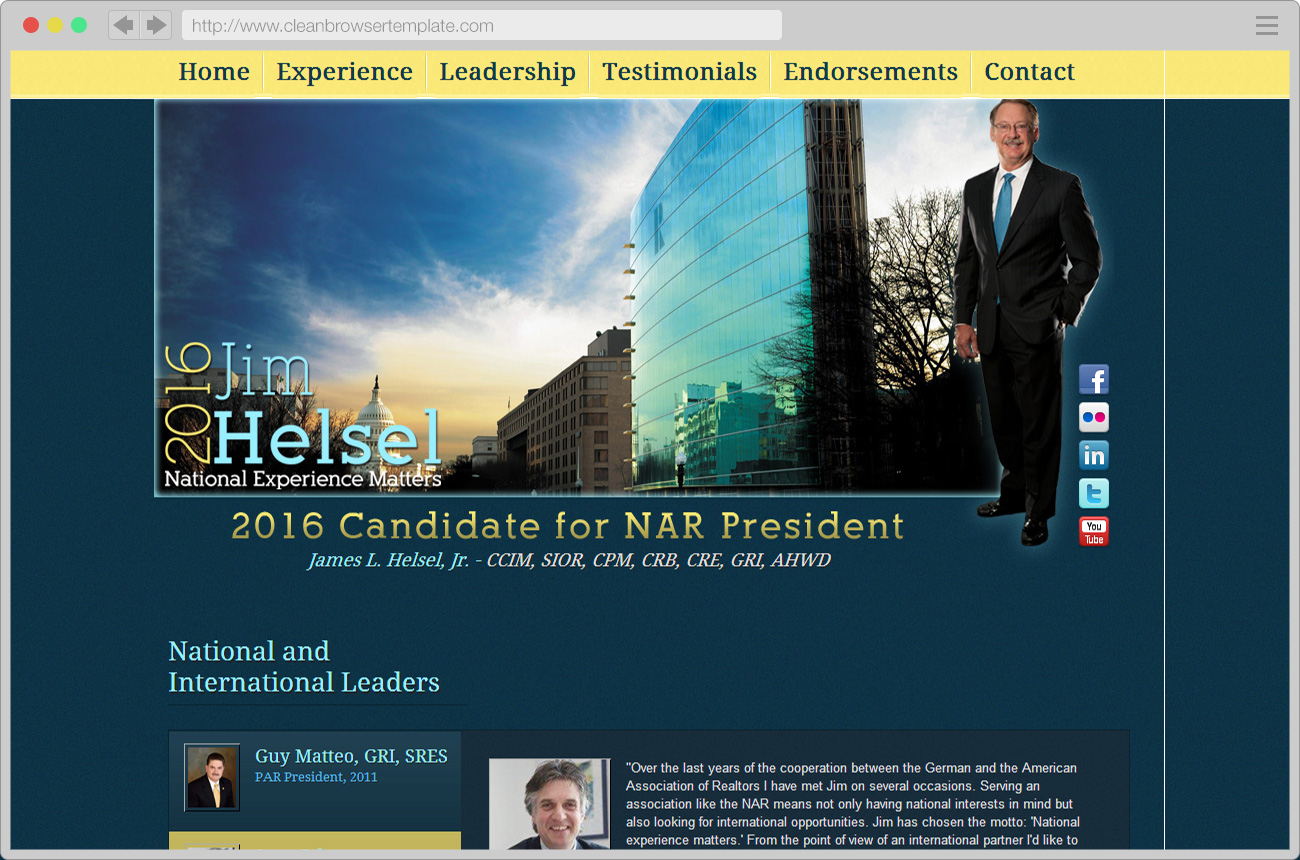 http://www.cleanbrowsertemplate.com
Home Experience Leadership Testimonials Endorsements Contact
2016
Jim
Helsel
National Experience Matters
f
in
t
You
Tube
2016 Candidate for NAR President
James L. Helsel, Jr. - CCIM, SIOR, CPM, CRB, CRE, GRI, AHWD
National and
International Leaders
Guy Matteo, GRI, SRES
PAR President, 2011
"Over the last years of the cooperation between the German and the American
Association of Realtors I have met Jim on several occasions. Serving an
association like the NAR means not only having national interests in mind but
also looking for international opportunities. Jim has chosen the motto: 'National
experience matters.' From the point of view of an international partner I'd like to